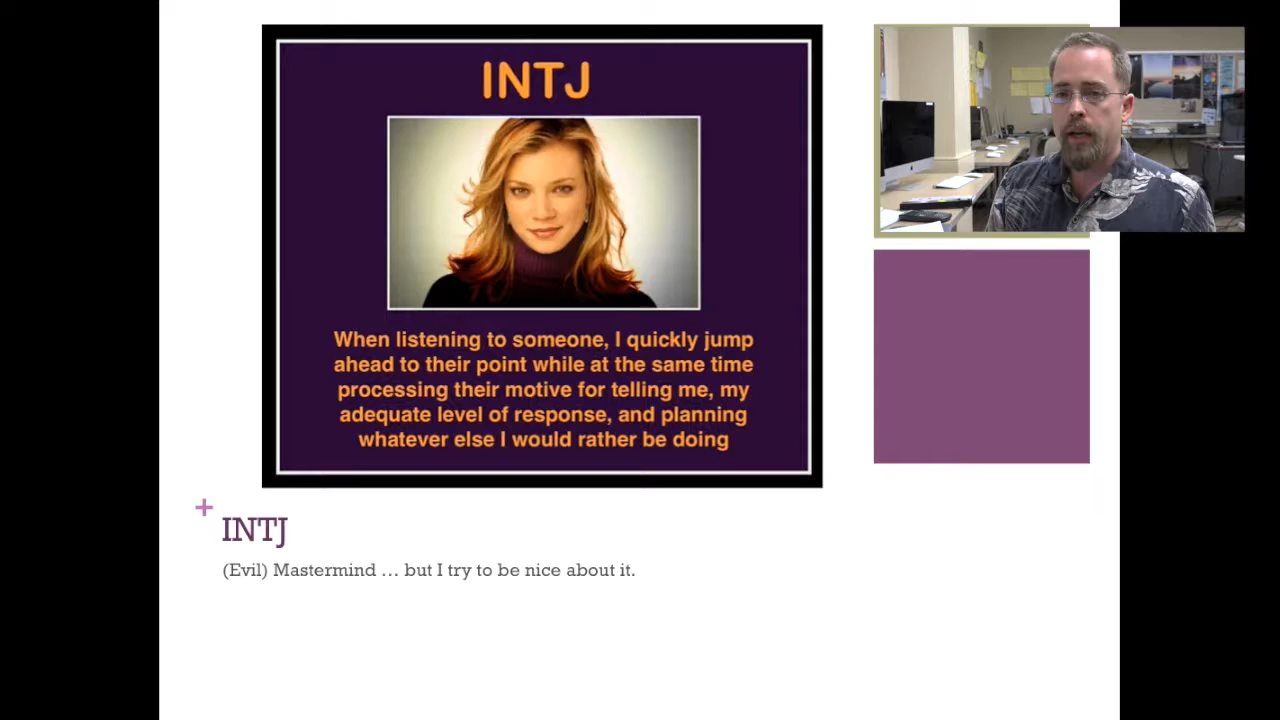 INTJ
When listening to someone, I quickly jump
ahead to their point while at the same time
processing their motive for telling me, my
adequate level of response, and planning
whatever else I would rather be doing
+
INTJ
(Evil) Mastermind … but I try to be nice about it.